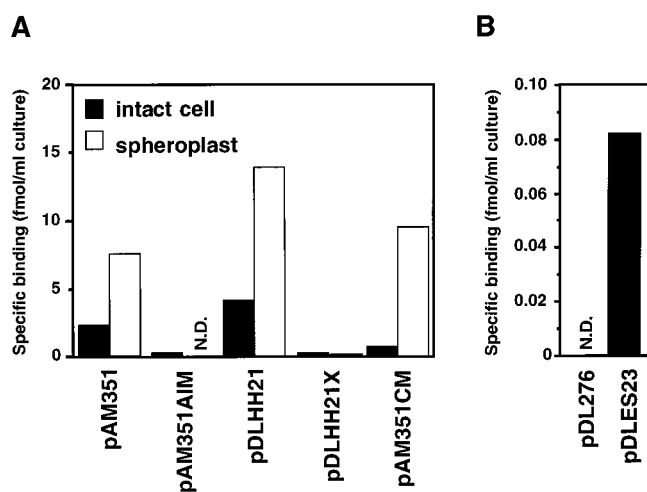 A
B
Specific binding (fmol/ml culture)
20
15
10
5
0
intact cell
spheroplast
N.D.
pAM351
pAM351AIM
pDLHH21
pDLHH21X
pAM351CM
Specific binding (fmol/ml culture)
0.10
0.08
0.06
0.04
0.02
0
N.D.
pDL276
pDLES23